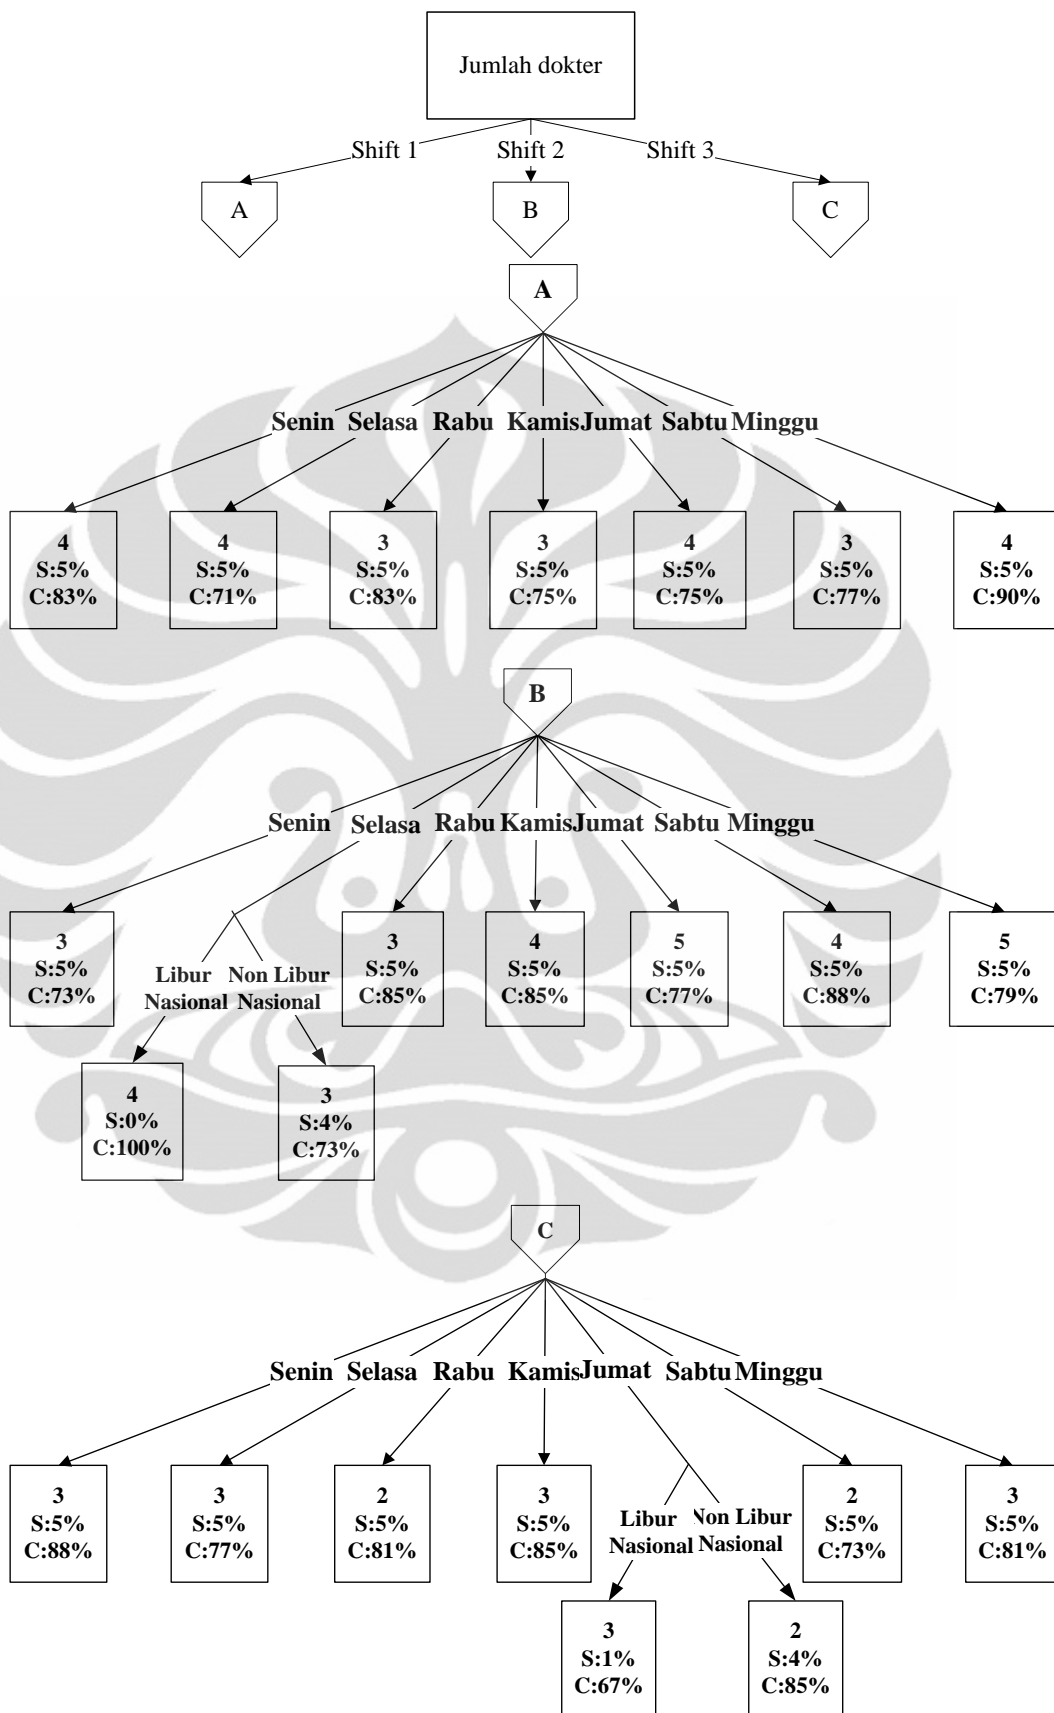 Jumlah dokter
Shift 1 Shift 2 Shift 3
A B C
A
Senin Selasa Rabu Kamis Jumat Sabtu Minggu
4 4 3 3 4 3 4
S:5% S:5% S:5% S:5% S:5% S:5% S:5%
C:83% C:71% C:83% C:75% C:75% C:77% C:90%
B
Senin Selasa Rabu Kamis Jumat Sabtu Minggu
3 3 4 5 4 5
S:5% S:5% S:5% S:5% S:5% S:5%
C:73% C:85% C:85% C:77% C:88% C:79%
Libur Non Libur
Nasional Nasional
4 3
S:0% S:4%
C:100% C:73%
C
Senin Selasa Rabu Kamis Jumat Sabtu Minggu
3 3 2 3 2 3
S:5% S:5% S:5% S:5% S:5% S:5%
C:88% C:77% C:81% C:85% C:73% C:81%
Libur Non Libur
Nasional Nasional
3 2
S:1% S:4%
C:67% C:85%